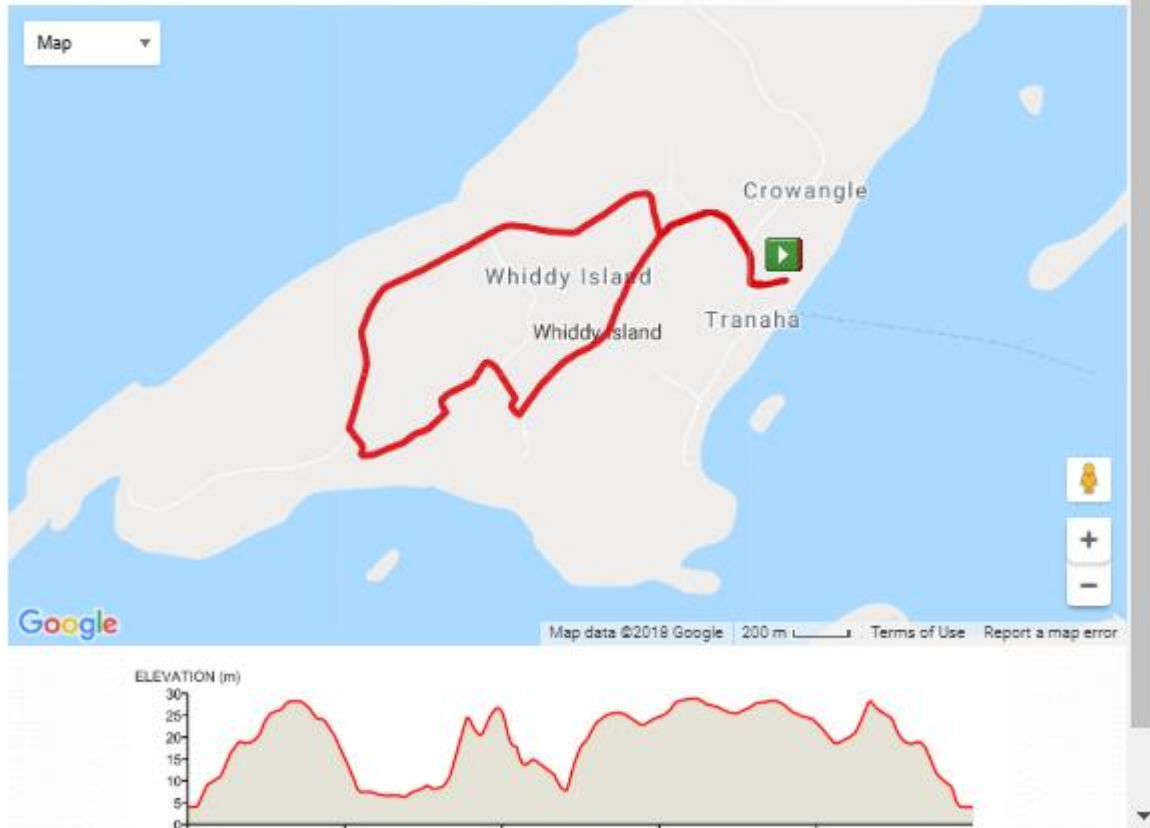 Map
Crowangle
Whiddy Island
Tranaha
Whiddy Island
+
−
Google
Map data ©2018 Google
200 m
Terms of Use
Report a map error
ELEVATION (m)
30
25
20
15
10
5
0